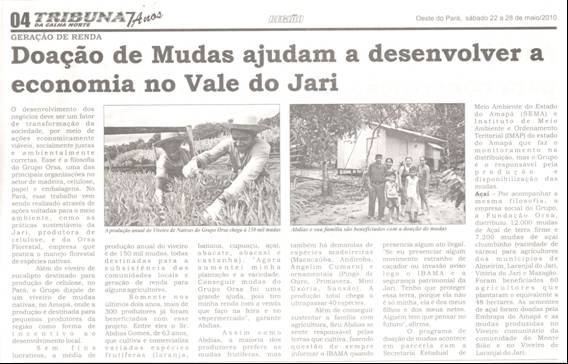 04 TRIBUNA 7 Anos
DA CALHA NORTE
REGIÃO
Oeste do Pará, sábado 22 a 28 de maio/2010
GERAÇÃO DE RENDA
Doação de Mudas ajudam a desenvolver a
economia no Vale do Jari
O desenvolvimento dos
negócios deve ser um fator
de transformação da
sociedade, por meio de
ações economicamente
viáveis, socialmente justas
e ambientalmente
corretas. Esse é a filosofia
do Grupo Orsa, uma das
principais organizações no
setor de madeira, celulose,
papel e embalagens. No
Pará, esse trabalho vem
sendo realizado através de
ações voltadas para o meio
ambiente, como as
práticas sustentáveis da
Jari, produtora de
celulose, e da Orsa
Florestal, empresa que
pratica o manejo florestal
de espécies nativas.
Além do viveiro de
eucalipto destinado para
produção de celulose, no
Pará, o Grupo dispõe de
um viveiro de mudas
nativas, no Amapá, onde a
produção é destinada para
pequenos produtores da
região como forma de
incentivo ao
desenvolvimento local.
Sem fins
lucrativos, a média de
A produção anual do Viveiro de Nativas do Grupo Orsa chega a 150 mil mudas
produção anual do viveiro
é de 150 mil mudas, todas
destinadas para a
subsistência das
comunidades locais e
geração de renda para
alguns agricultores.
Somente nos
últimos dois anos, mais de
300 produtores já foram
beneficiados com esse
projeto. Entre eles o Sr.
Abdias Gomes, de 63 anos,
que cultiva e comercializa
variadas espécies
frutíferas (laranja,
banana, cupuaçu, açaí,
abacate, abacaxi e
castanha). "Agora
aumentei minha
plantação e a variedade.
Conseguir mudas do
Grupo Orsa foi uma
grande ajuda, pois tiro
minha renda com a venda
que faço na feira e no
supermercado", garante
Abdias.
Assim como
Abdias, a maioria dos
produtores prefere as
mudas frutíferas, mas
Abdias e sua família são beneficiados com a doação de mudas
também há demandas de
espécies madeireiras
(Macacaúba, Andiroba,
Angelim Cumaru) e
ornamentais (Pingo de
Ouro, Primavera, Mini
Ixória, Sansão). A
produção total chega a
ultrapassar 40 espécies.
Além de conseguir
sustentar a família com
agricultura, Seu Abdias se
sente responsável pelas
terras que cultiva, fazendo
questão de sempre
informar o IBAMA quando
presencia algum ato ilegal.
"Se eu presenciar algum
movimento estranho de
caçador ou invasão aviso
logo o IBAMA e a
segurança patrimonial da
Jari. Tenho que proteger
essa terra, porque ela não
é só minha, ela é dos meus
filhos e dos meus netos.
Alguém tem que pensar no
futuro", afirma.
O programa de
doação de mudas acontece
em parceria com a
Secretaria Estadual de
Meio Ambiente do Estado
do Amapá (SEMA) e
Instituto de Meio
Ambiente e Ordenamento
Territorial (IMAP) do estado
do Amapá que faz o
monitoramento na
distribuição, mas o Grupo
é o responsável pela
produção e
disponibilização das
mudas.
Açaí - Por acompanhar a
mesma filosofia, a
empresa social do Grupo,
a Fundação Orsa,
distribuiu 12.000 mudas
de Açaí de terra firme e
7.200 mudas de açaí
chumbinho (variedade de
várzea) para agricultores
dos municípios de
Almeirim, Laranjal do Jari,
Vitória do Jari e Mazagão.
Foram beneficiados 60
agricultores que
plantaram o equivalente a
48 hectares. As sementes
de açaí foram doadas pela
Embrapa do Amapá e as
mudas produzidas no
Viveiro comunitário da
comunidade do Monte
Bão e no Viveiro do
Laranjal do Jari.